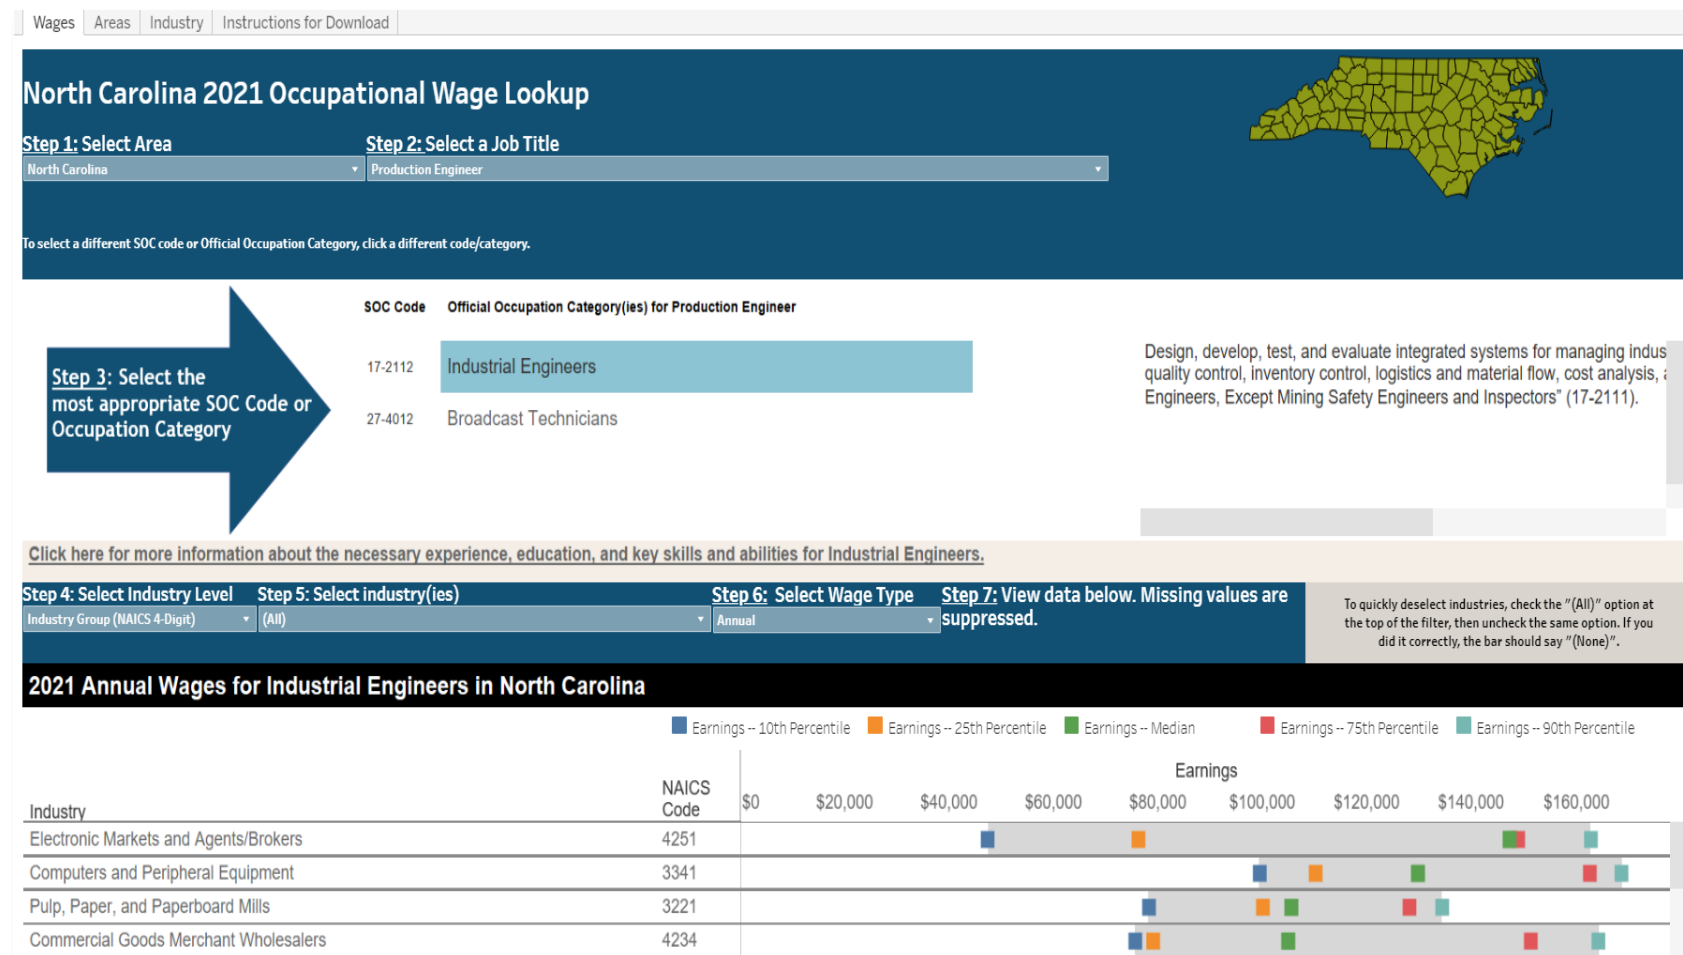 Wages Areas Industry Instructions for Download
North Carolina 2021 Occupational Wage Lookup
Step 1: Select Area Step 2: Select a Job Title
North Carolina Production Engineer
To select a different SOC code or Official Occupation Category, click a different code/category.
SOC Code Official Occupation Category(ies) for Production Engineer
Step 3: Select the
most appropriate SOC Code or
Occupation Category
17-2112 Industrial Engineers
27-4012 Broadcast Technicians
Design, develop, test, and evaluate integrated systems for managing indus
quality control, inventory control, logistics and material flow, cost analysis,
Engineers, Except Mining Safety Engineers and Inspectors” (17-2111).
Click here for more information about the necessary experience, education, and key skills and abilities for Industrial Engineers.
Step 4: Select Industry Level Step 5: Select industry(ies) Step 6: Select Wage Type Step 7: View data below. Missing values are
suppressed.
Industry Group (NAICS 4-Digit) (All) Annual
To quickly deselect industries, check the "(All)" option at
the top of the filter, then uncheck the same option. If you
did it correctly, the bar should say "(None)".
2021 Annual Wages for Industrial Engineers in North Carolina
Earnings -- 10th Percentile Earnings -- 25th Percentile Earnings -- Median Earnings -- 75th Percentile Earnings -- 90th Percentile
Earnings
Industry NAICS
Code
$0 $20,000 $40,000 $60,000 $80,000 $100,000 $120,000 $140,000 $160,000
Electronic Markets and Agents/Brokers 4251
Computers and Peripheral Equipment 3341
Pulp, Paper, and Paperboard Mills 3221
Commercial Goods Merchant Wholesalers 4234